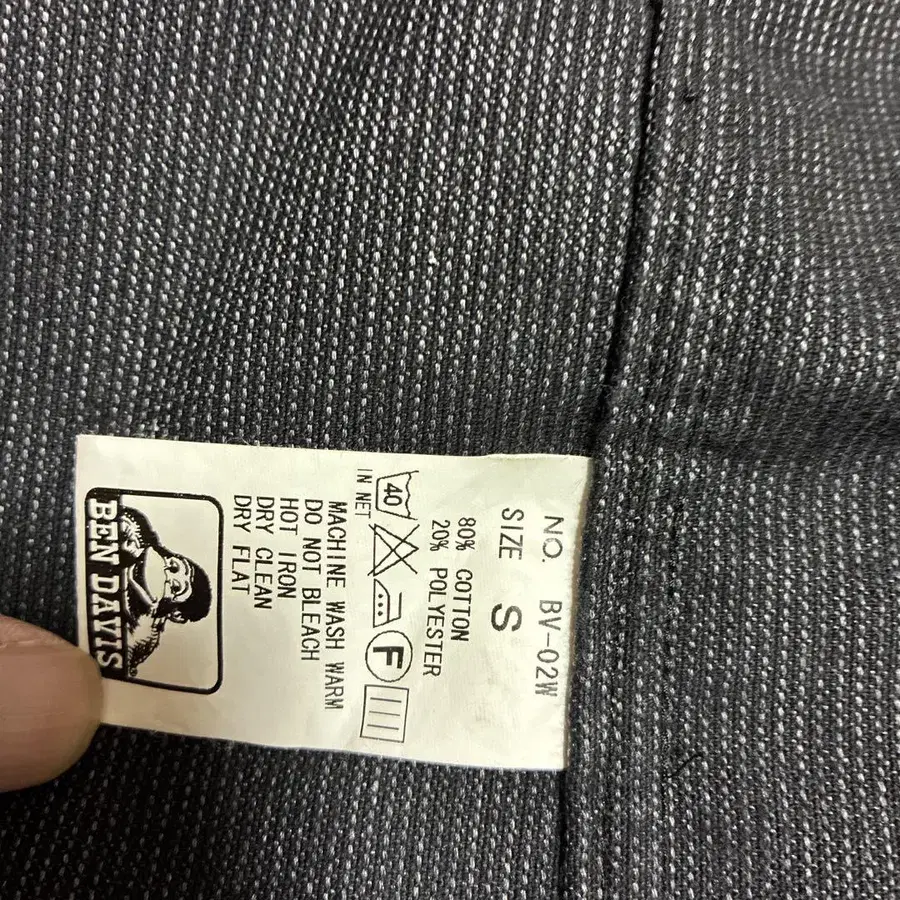 NO. BV-02W
SIZE S
80% COTTON
20% POLYESTER
40
F
IN NET
MACHINE WASH WARM
DO NOT BLEACH
HOT IRON
DRY CLEAN
DRY FLAT
BEN DAVIS